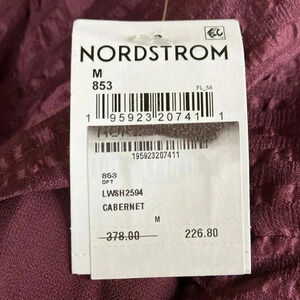 NORDSTROM
M
853
FL_56
1 95923 20741 1
195923207411
853
DPT
LWSH2594
CABERNET
M
378.00 226.80